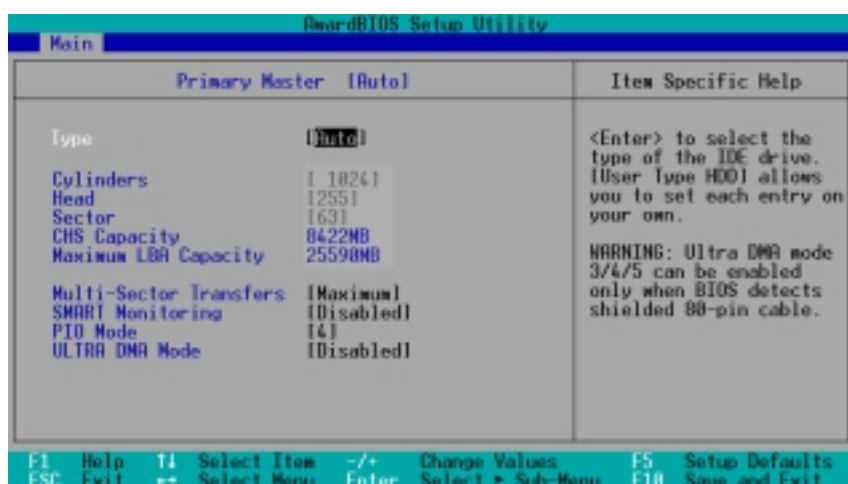 AwardBIOS Setup Utility
Main
Primary Master [Auto]
Item Specific Help
Type [Auto]
Cylinders [ 1024]
Head [255]
Sector [63]
CHS Capacity 8422MB
Maximum LBA Capacity 25590MB
Multi-Sector Transfers [Maximum]
SMART Monitoring [Disabled]
PIO Mode [4]
ULTRA DMA Mode [Disabled]
<Enter> to select the
type of the IDE drive.
[User Type HDD] allows
you to set each entry on
your own.
WARNING: Ultra DMA mode
3/4/5 can be enabled
only when BIOS detects
shielded 80-pin cable.
F1 Help ↑↓ Select Item -/+ Change Values F5 Setup Defaults
ESC Exit ←→ Select Menu Enter Select ► Sub-Menu F10 Save and Exit